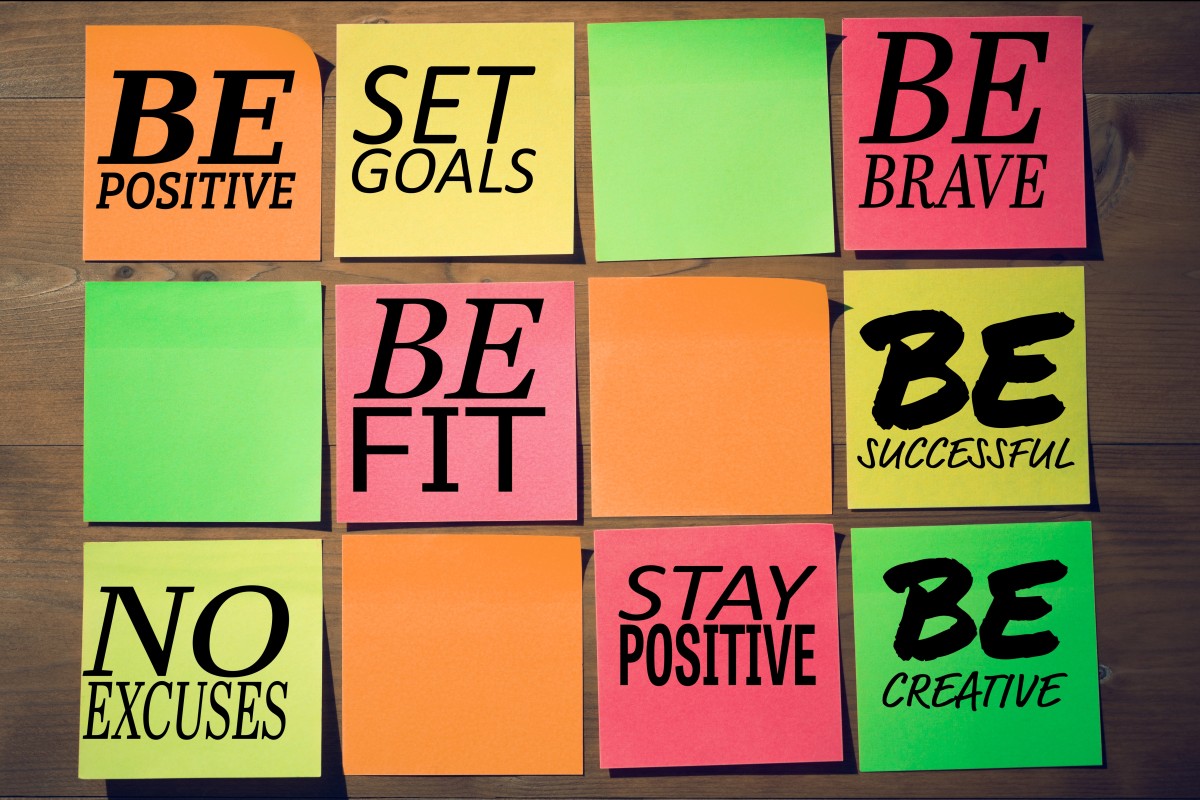 BE
POSITIVE
SET
GOALS
BE
BRAVE
BE
FIT
BE
SUCCESSFUL
NO
EXCUSES
STAY
POSITIVE
BE
CREATIVE